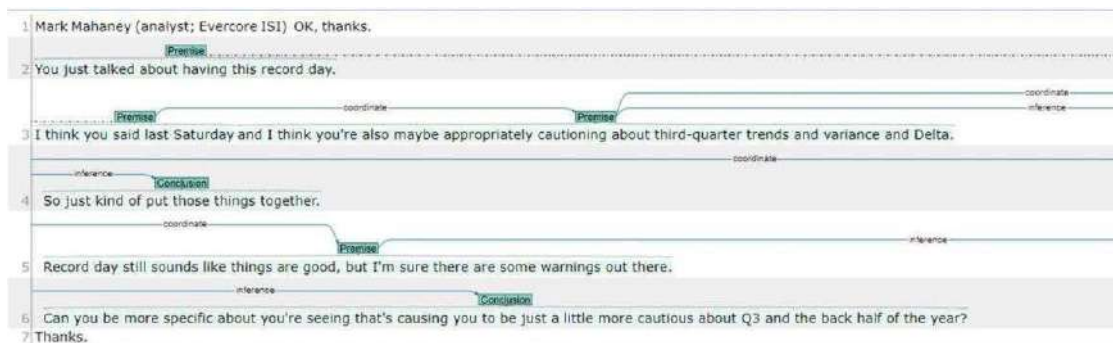 1 Mark Mahaney (analyst; Evercore ISI) OK, thanks.
Premise
2 You just talked about having this record day.
coordinate
Premise coordinate Premise inference
3 I think you said last Saturday and I think you're also maybe appropriately cautioning about third-quarter trends and variance and Delta.
coordinate
inference Conclusion
4 So just kind of put those things together.
coordinate
Premise inference
5 Record day still sounds like things are good, but I'm sure there are some warnings out there.
inference Conclusion
6 Can you be more specific about you're seeing that's causing you to be just a little more cautious about Q3 and the back half of the year?
7 Thanks.